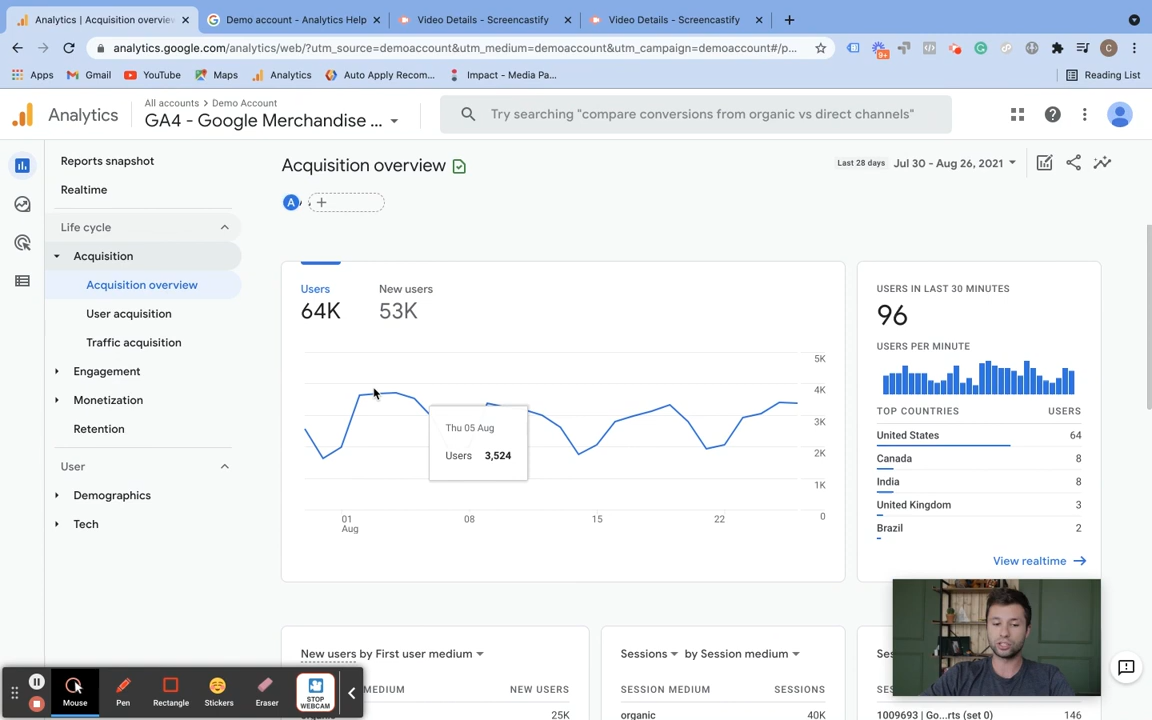 Analytics | Acquisition overview
Demo account - Analytics Help
Video Details - Screencastify
Video Details - Screencastify
analytics.google.com/analytics/web/?utm_source=demoaccount&utm_medium=demoaccount&utm_campaign=demoaccount#/p...
9+
C
Apps
Gmail
YouTube
Maps
Analytics
Auto Apply Recom...
Impact - Media Pa...
Reading List
Analytics
All accounts > Demo Account
GA4 - Google Merchandise ...
Try searching "compare conversions from organic vs direct channels"
Reports snapshot
Realtime
Life cycle
Acquisition
Acquisition overview
User acquisition
Traffic acquisition
Engagement
Monetization
Retention
User
Demographics
Tech
Acquisition overview
Last 28 days
Jul 30 - Aug 26, 2021
A
Users
64K
New users
53K
5K
4K
3K
2K
1K
0
Thu 05 Aug
Users 3,524
01
Aug
08
15
22
USERS IN LAST 30 MINUTES
96
USERS PER MINUTE
TOP COUNTRIES USERS
United States 64
Canada 8
India 8
United Kingdom 3
Brazil 2
View realtime
New users by First user medium
MEDIUM NEW USERS
organic 25K
Sessions by Session medium
SESSION MEDIUM SESSIONS
organic 40K
Ses
SES
1009693 | Go...rts (set 0) 146
Mouse
Pen
Rectangle
Stickers
Eraser
STOP
WEBCAM